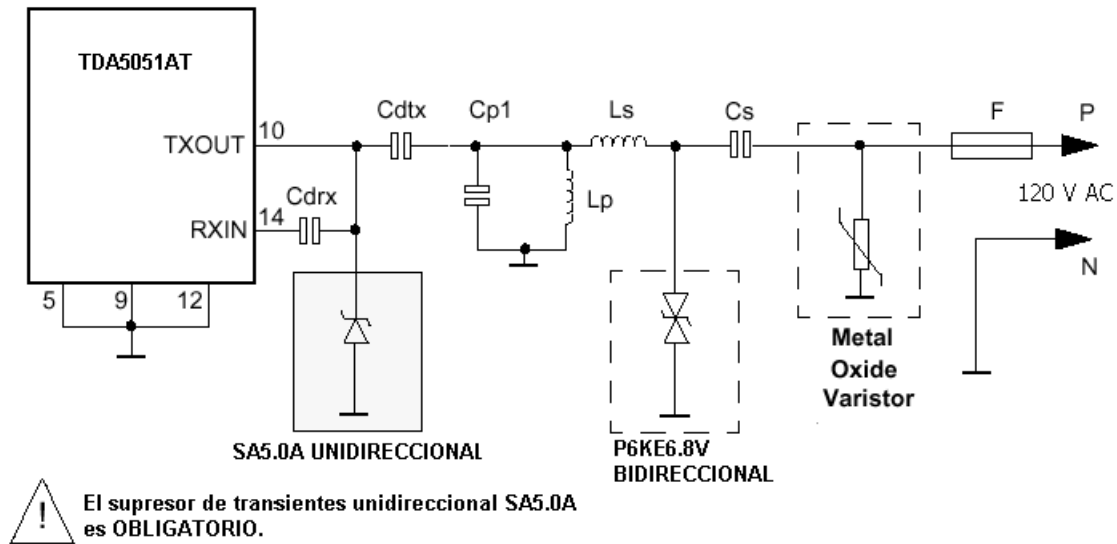 TDA5051AT
TXOUT
10
RXIN
14
5
9
12
Cdrx
Cdtx
Cp1
Lp
Ls
Cs
F
P
120 V AC
N
Metal
Oxide
Varistor
SA5.0A UNIDIRECCIONAL
P6KE6.8V
BIDIRECCIONAL
!
El supresor de transientes unidireccional SA5.0A
es OBLIGATORIO.